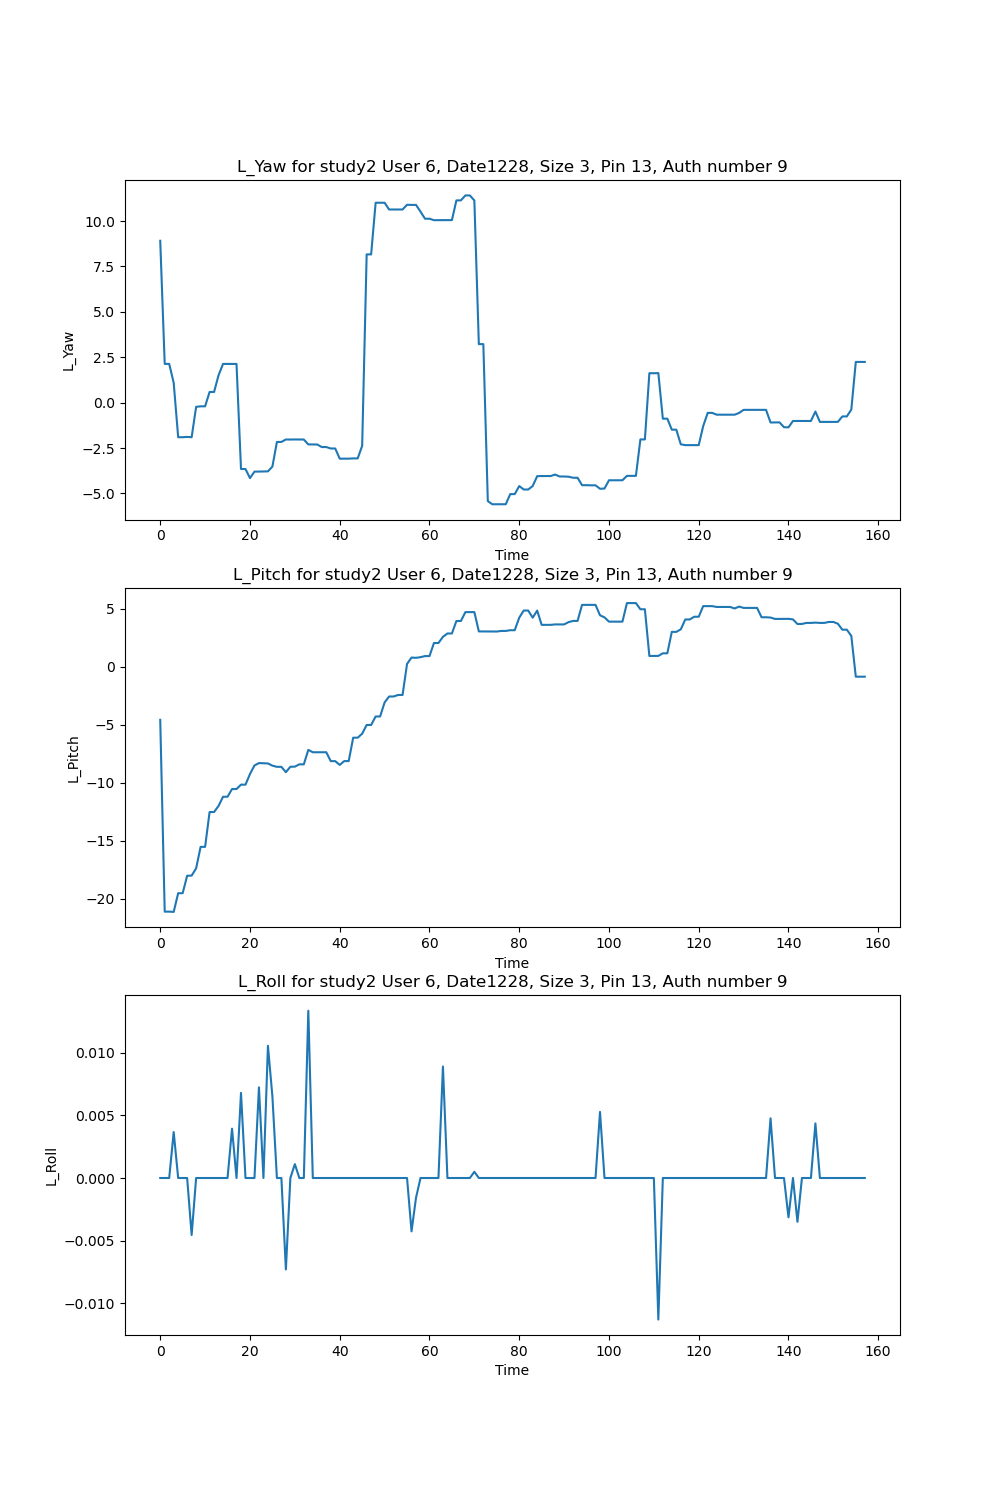 L_Yaw for study2 User 6, Date1228, Size 3, Pin 13, Auth number 9
10.0
7.5
5.0
2.5
0.0
−2.5
−5.0
L_Yaw
0 20 40 60 80 100 120 140 160
Time
L_Pitch for study2 User 6, Date1228, Size 3, Pin 13, Auth number 9
5
0
−5
−10
−15
−20
L_Pitch
0 20 40 60 80 100 120 140 160
Time
L_Roll for study2 User 6, Date1228, Size 3, Pin 13, Auth number 9
0.010
0.005
0.000
−0.005
−0.010
L_Roll
0 20 40 60 80 100 120 140 160
Time